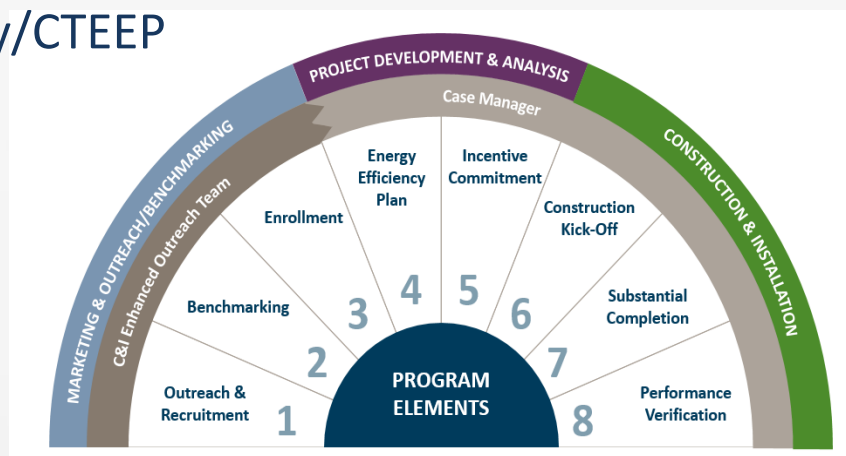 /CTEEP
PROJECT DEVELOPMENT & ANALYSIS
Case Manager
MARKETING & OUTREACH/BENCHMARKING
C&I Enhanced Outreach Team
CONSTRUCTION & INSTALLATION
Outreach &
Recruitment
1
Benchmarking
2
Enrollment
3
Energy
Efficiency
Plan
4
Incentive
Commitment
5
Construction
Kick-Off
6
Substantial
Completion
7
Performance
Verification
8
PROGRAM
ELEMENTS